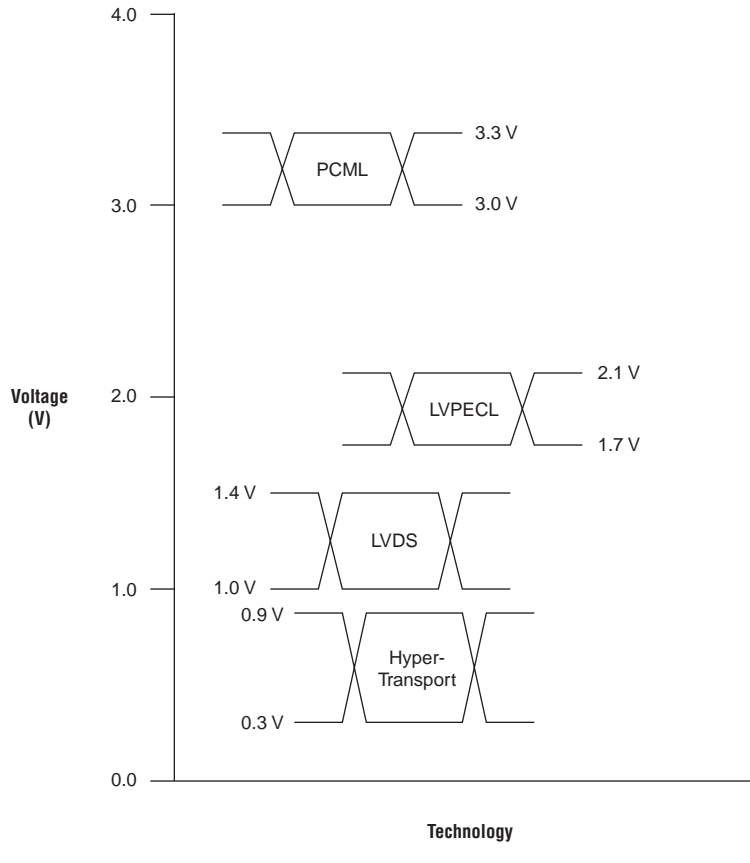 4.0
3.3 V
PCML
3.0
3.0 V
2.1 V
Voltage
(V)
2.0
LVPECL
1.7 V
1.4 V
LVDS
1.0
1.0 V
0.9 V
Hyper-
Transport
0.3 V
0.0
Technology